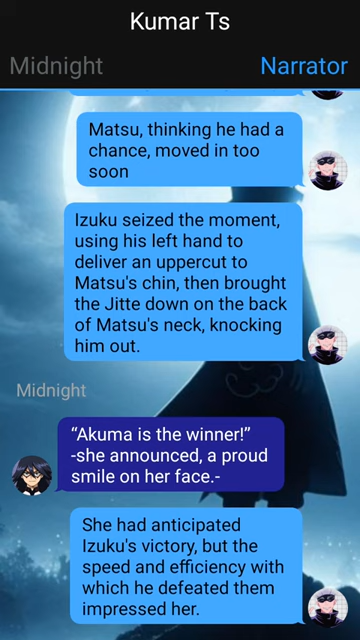 Kumar Ts
Midnight
Narrator
Matsu, thinking he had a
chance, moved in too
soon
Izuku seized the moment,
using his left hand to
deliver an uppercut to
Matsu's chin, then brought
the Jitte down on the back
of Matsu's neck, knocking
him out.
Midnight
“Akuma is the winner!”
-she announced, a proud
smile on her face.-
She had anticipated
Izuku's victory, but the
speed and efficiency with
which he defeated them
impressed her.